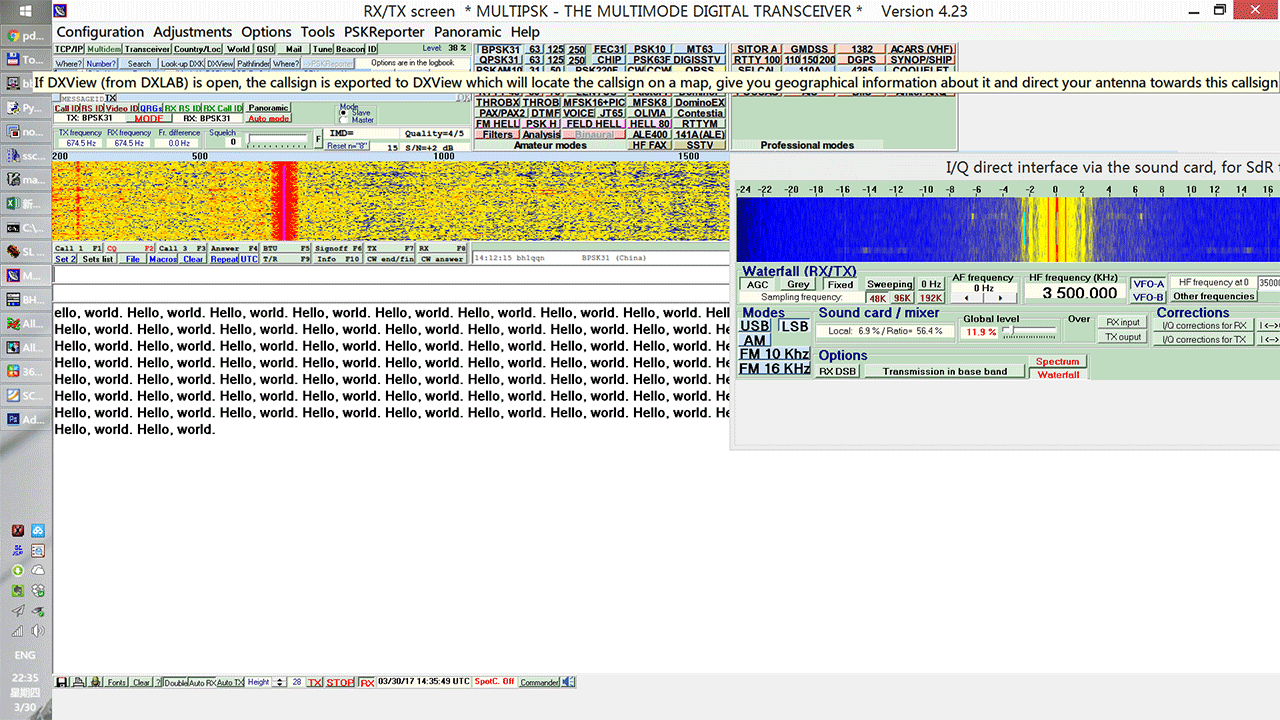 RX/TX screen * MULTIPSK - THE MULTIMODE DIGITAL TRANSCEIVER * Version 4.23
Configuration Adjustments Options Tools PSKReporter Panoramic Help
TCP/IP Multidem Transceiver Country/Loc World QSO Mail Tune Beacon ID Level: 38 %
Where? Number? Search Look-up DXK DXView Pathfinder Where? ->PSKReporter Options are in the logbook
BPSK31 63 125 250 FEC31 PSK10 MT63
QPSK31 63 125 250 CHIP PSK63F DIGISSTV
SITOR A GMDSS 1382 ACARS (VHF)
RTTY 100 110 150 200 DGPS SYNOP/SHIP
If DXView (from DXLAB) is open, the callsign is exported to DXView which will locate the callsign on a map, give you geographical information about it and direct your antenna towards this callsign
Call ID RS ID Video ID QRGs RX RS ID RX Call ID Panoramic
TX: BPSK31 MODE RX: BPSK31 Auto mode
Mode
Slave
Master
THROBX THROB MFSK16+PIC MFSK8 DominoEX
PAX/PAX2 DTMF VOICE JT65 OLIVIA Contestia
FM HELL PSK H FELD HELL HELL 80 RTTYM
Filters Analysis Binaural ALE400 141A(ALE)
Amateur modes HF FAX SSTV
Professional modes
TX frequency RX frequency Fr. difference Squelch
674.5 Hz 674.5 Hz 0.0 Hz 0 F
IMD= Quality=4/5
Reset n="8" 15 S/N=+2 dB
200 500 1000 1500
Call 1 F1 CQ F2 Call 3 F3 Answer F4 BTU F5 Signoff F6 TX F7 RX F8
Set 2 Sets list File Macros Clear Repeat UTC T/R F9 Info F10 CW end/fin CW answer
14:12:15 bh1qqn BPSK31 (China)
ello, world. Hello, world. Hello, world. Hello, world. Hello, world. Hello, world. Hello, world. Hello, world. He
Hello, world. Hello, world. Hello, world. Hello, world. Hello, world. Hello, world. Hello, world. Hello, world. He
Hello, world. Hello, world. Hello, world. Hello, world. Hello, world. Hello, world. Hello, world. Hello, world. He
Hello, world. Hello, world. Hello, world. Hello, world. Hello, world. Hello, world. Hello, world. Hello, world. He
Hello, world. Hello, world. Hello, world. Hello, world. Hello, world. Hello, world. Hello, world. Hello, world. He
Hello, world. Hello, world. Hello, world. Hello, world. Hello, world. Hello, world. Hello, world. Hello, world. He
Hello, world. Hello, world. Hello, world. Hello, world. Hello, world. Hello, world. Hello, world. Hello, world. He
Hello, world. Hello, world.
I/Q direct interface via the sound card, for SdR
-24 -22 -20 -18 -16 -14 -12 -10 -8 -6 -4 -2 0 2 4 6 8 10 12 14 16
Waterfall (RX/TX)
AGC Grey Fixed Sweeping 0 Hz
Sampling frequency: 48K 96K 192K
AF frequency
0 Hz
HF frequency (KHz)
3 500.000
VFO-A
VFO-B
HF frequency at 0 3500
Other frequencies
Modes
USB LSB
AM
FM 10 Khz
FM 16 KHz
Sound card / mixer
Local: 6.9 % / Ratio= 56.4 %
Global level Over
11.9 %
RX input
TX ouput
Corrections
I/Q corrections for RX I<->
I/Q corrections for TX I<->
Options
RX DSB Transmission in base band
Spectrum
Waterfall
Fonts Clear ? Double Auto RX Auto TX Height 28 TX STOP RX 03/30/17 14:35:49 UTC SpotC. Off Commander
pd...
To...
Py...
no...
ssc...
ma...
新...
C:\...
SL ...
M...
BH...
All...
All...
36...
SC...
Ad...
ENG
22:35
星期四
3/30